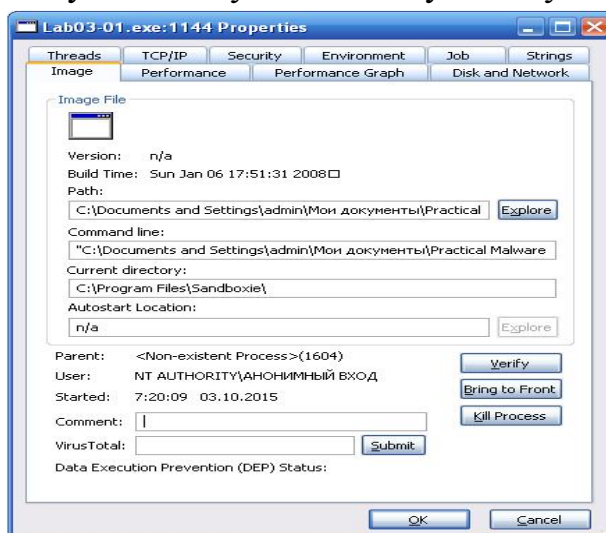 Lab03-01.exe:1144 Properties
Threads TCP/IP Security Environment Job Strings
Image Performance Performance Graph Disk and Network
Image File
Version: n/a
Build Time: Sun Jan 06 17:51:31 2008
Path:
C:\Documents and Settings\admin\Мои документы\Practical Explore
Command line:
"C:\Documents and Settings\admin\Мои документы\Practical Malware
Current directory:
C:\Program Files\Sandboxie\
Autostart Location:
n/a Explore
Parent: <Non-existent Process>(1604) Verify
User: NT AUTHORITY\АНОНИМНЫЙ ВХОД Bring to Front
Started: 7:20:09 03.10.2015
Comment: Kill Process
VirusTotal: Submit
Data Execution Prevention (DEP) Status:
OK Cancel